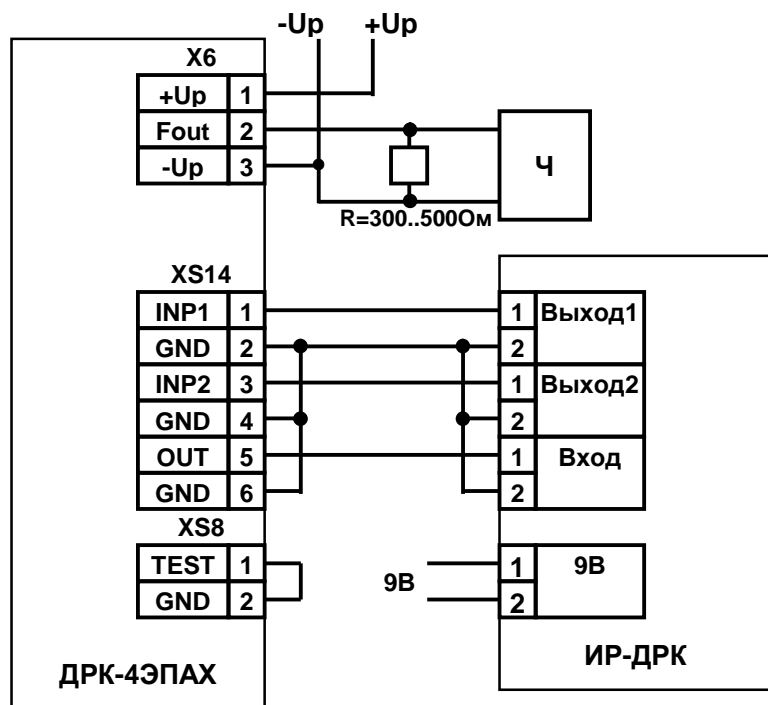 -Up +Up
X6
+Up 1
Fout 2
-Up 3
Ч
R=300..500Ом
XS14
INP1 1
GND 2
INP2 3
GND 4
OUT 5
GND 6
1 Выход1
2
1 Выход2
2
1 Вход
2
XS8
TEST 1
GND 2
9В
1 9В
2
ДРК-4ЭПАХ
ИР-ДРК